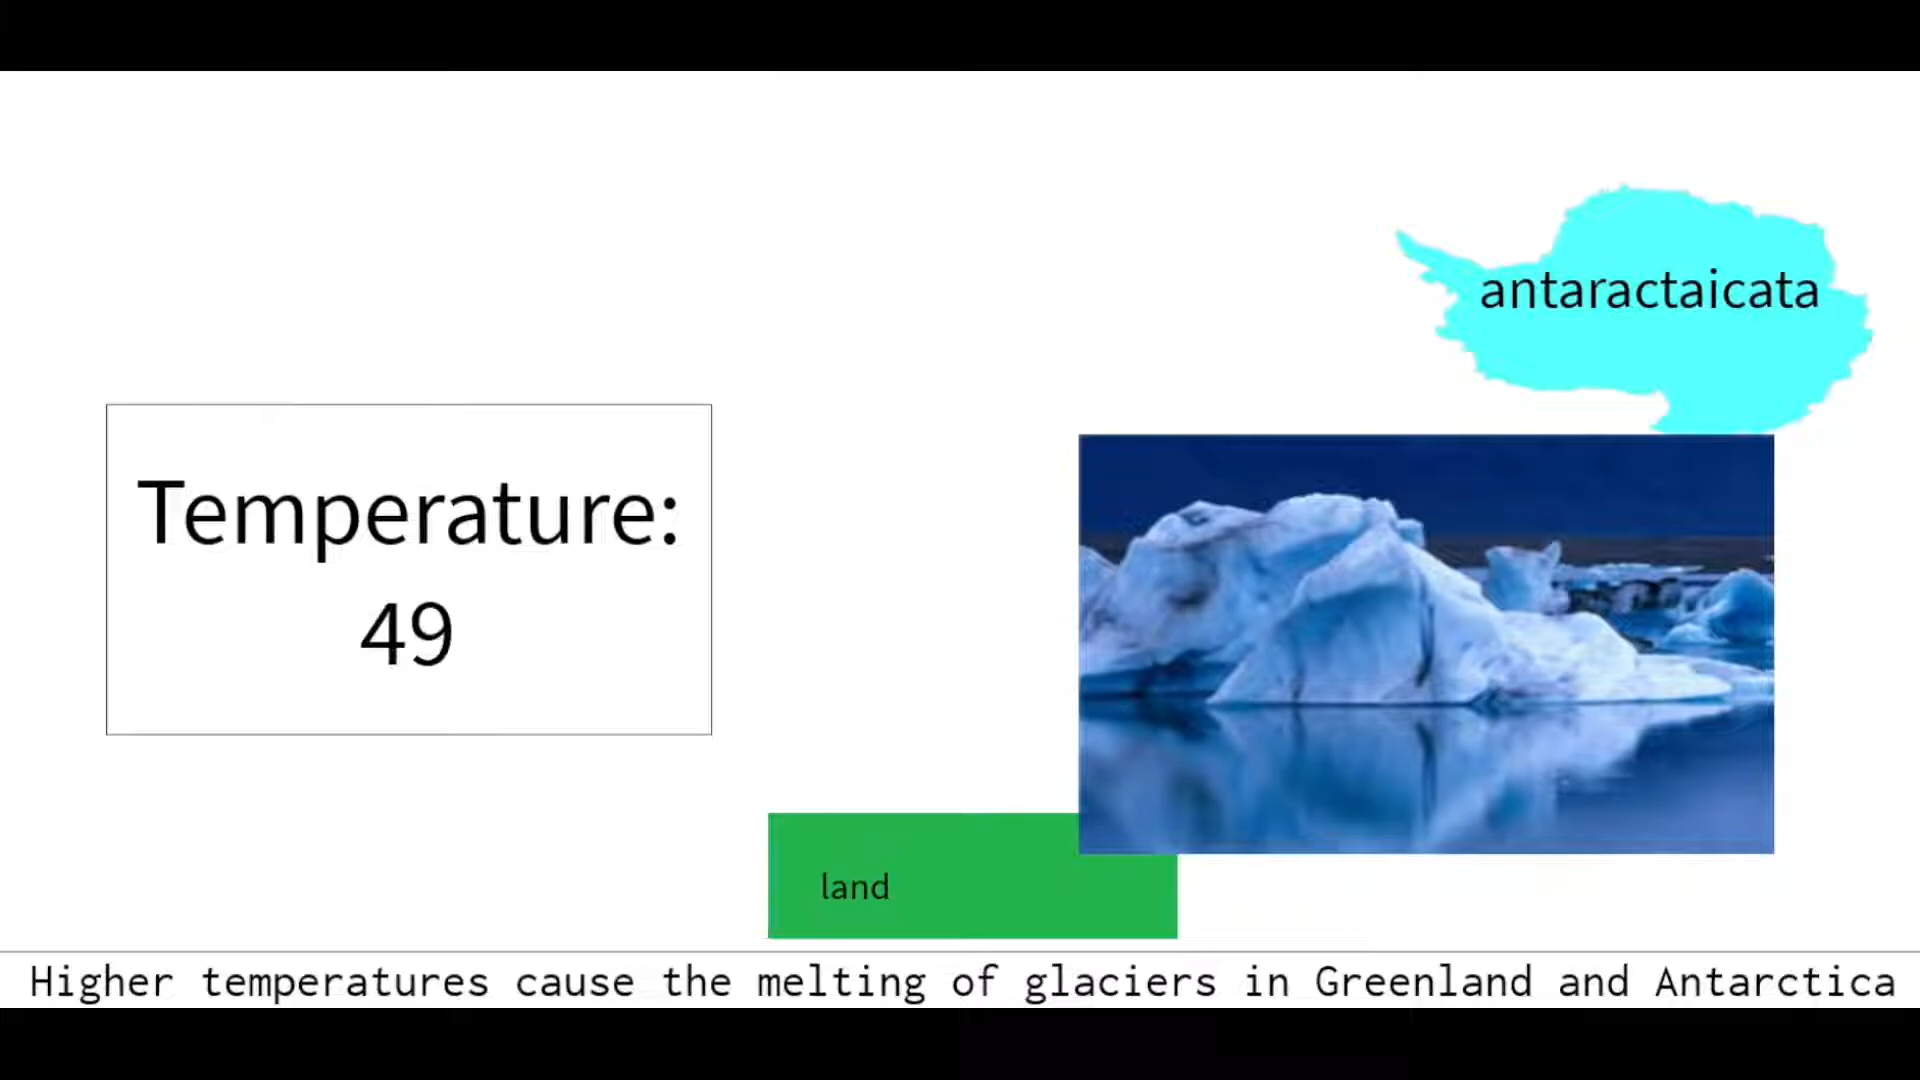 antaractaicata
Temperature:
49
land
Higher temperatures cause the melting of glaciers in Greenland and Antarctica